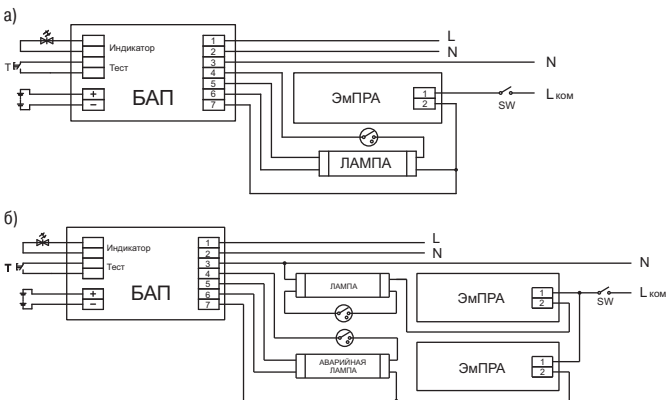 а)
L
N
N
Индикатор
Тест
Т
+
−
БАП
1
2
3
4
5
6
7
ЭмПРА
1
2
SW
L ком
ЛАМПА
б)
L
N
N
Индикатор
Тест
Т
+
−
БАП
1
2
3
4
5
6
7
ЛАМПА
ЭмПРА
1
2
SW
L ком
АВАРИЙНАЯ
ЛАМПА
ЭмПРА
1
2